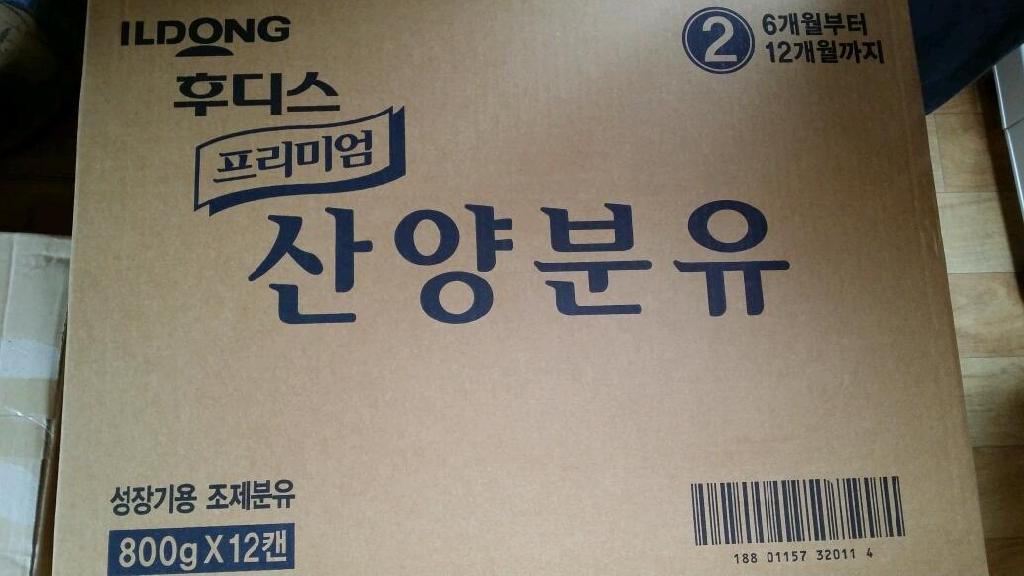 ILDONG
후디스
프리미엄
산양분유
2
6개월부터
12개월까지
성장기용 조제분유
800g X 12캔
188 01157 32011 4